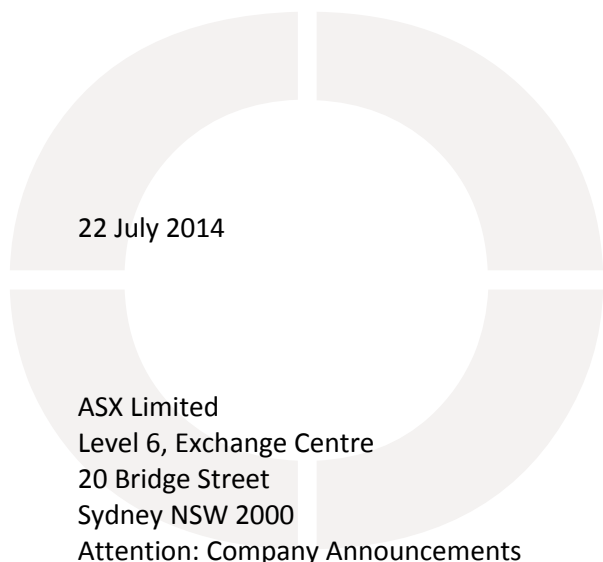 22 July 2014
ASX Limited
Level 6, Exchange Centre
20 Bridge Street
Sydney NSW 2000
Attention: Company Announcements